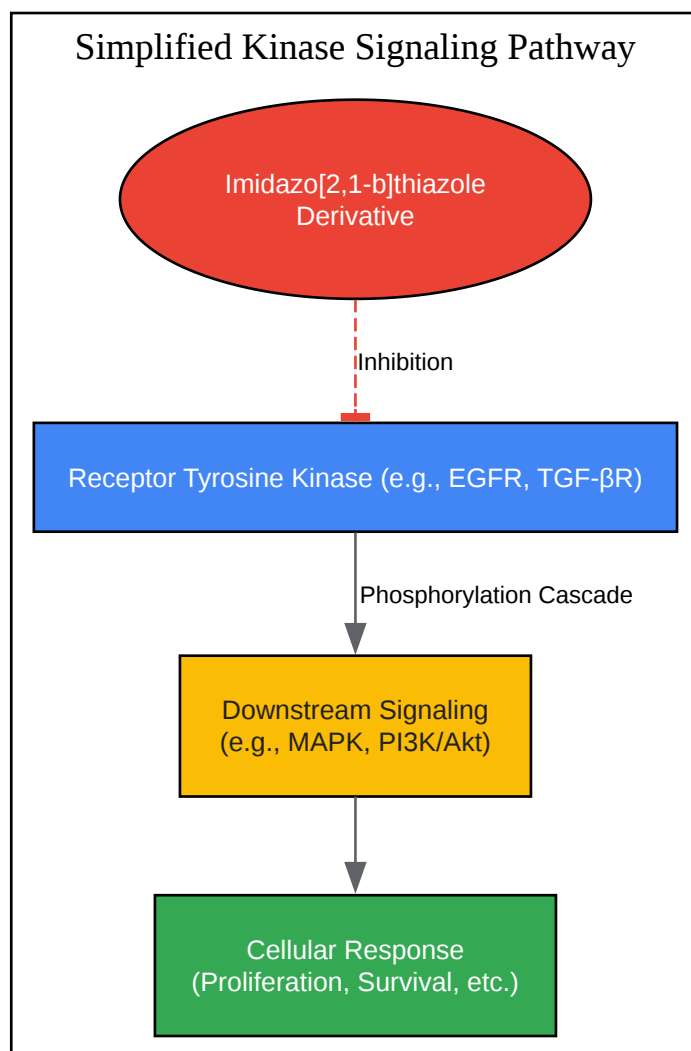 Simplified Kinase Signaling Pathway
Imidazo[2,1-b]thiazole
Derivative
Inhibition
Receptor Tyrosine Kinase (e.g., EGFR, TGF-βR)
Phosphorylation Cascade
Downstream Signaling
(e.g., MAPK, PI3K/Akt)
Cellular Response
(Proliferation, Survival, etc.)